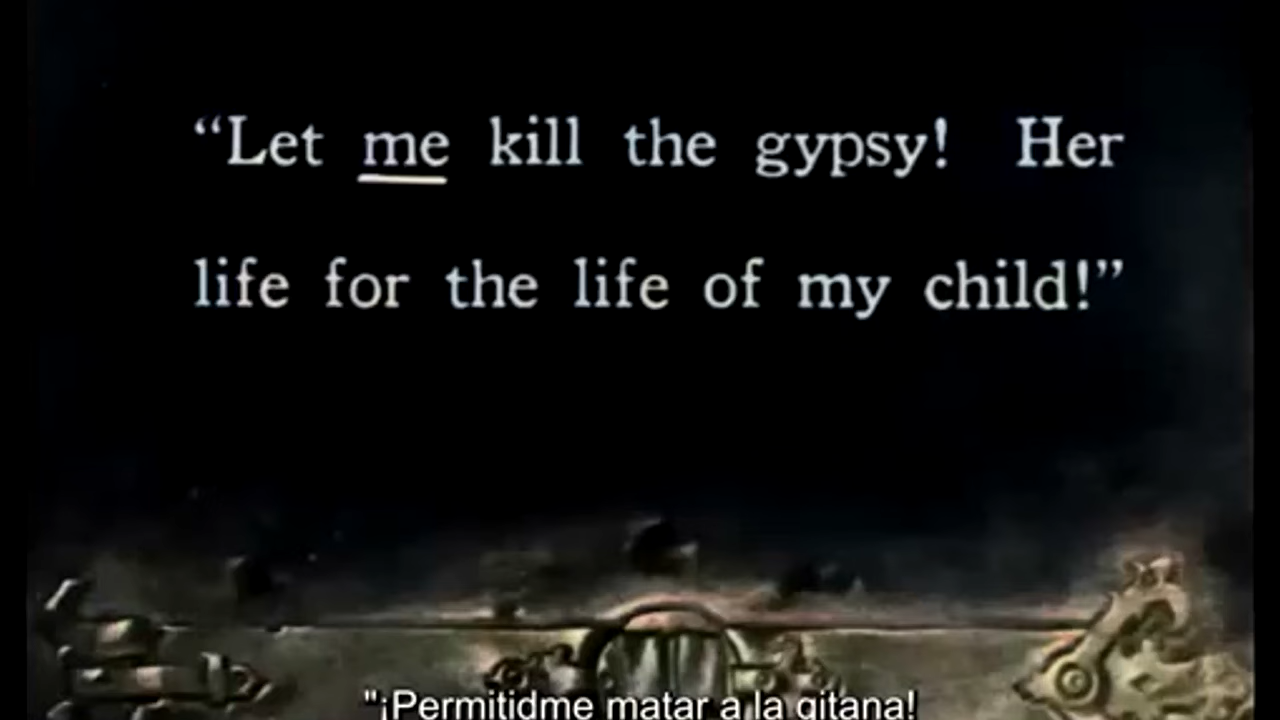 “Let me kill the gypsy! Her
life for the life of my child!”
"¡Permitidme matar a la gitana!